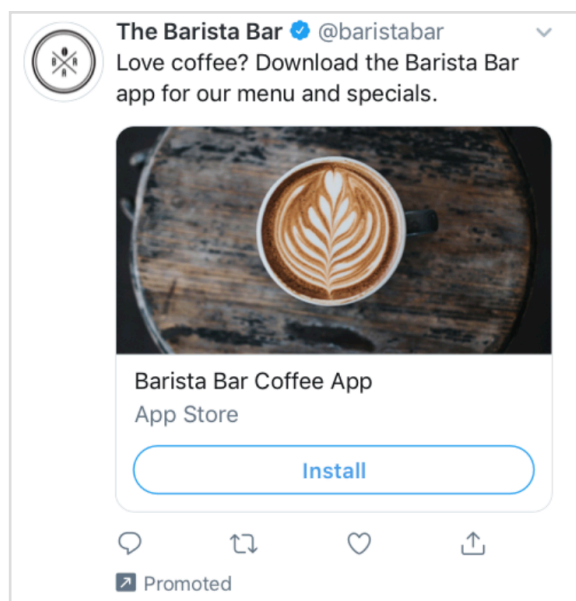 The Barista Bar @baristabar
Love coffee? Download the Barista Bar
app for our menu and specials.
Barista Bar Coffee App
App Store
Install
Promoted